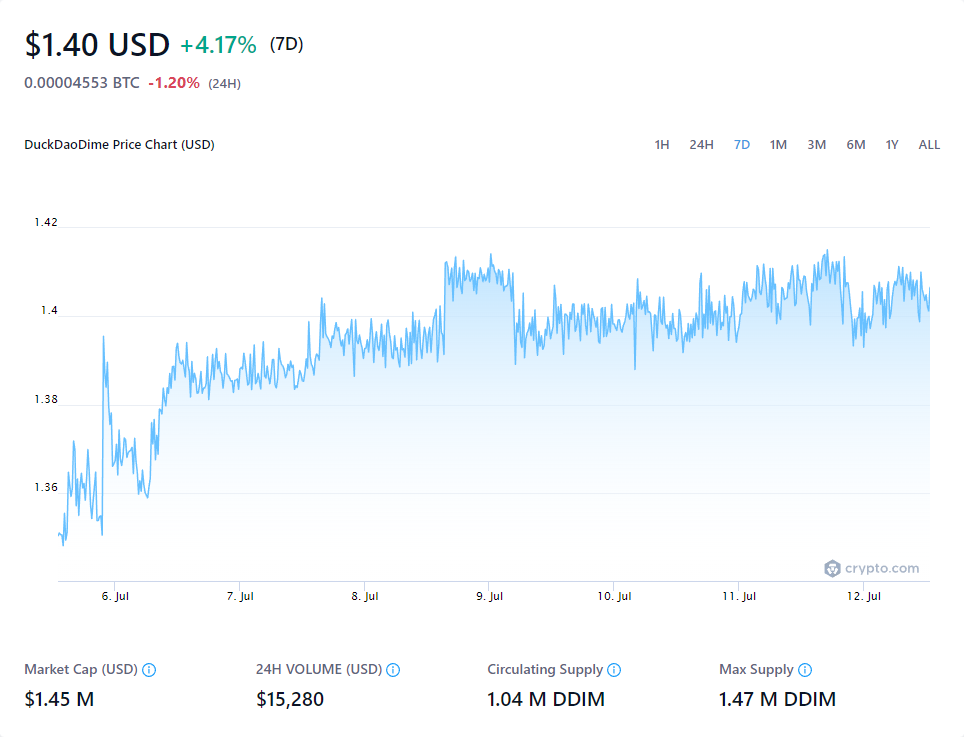 $1.40 USD +4.17% (7D)
0.00004553 BTC -1.20% (24H)
DuckDaoDime Price Chart (USD) 1H 24H 7D 1M 3M 6M 1Y ALL
1.42
1.4
1.38
1.36
crypto.com
6. Jul 7. Jul 8. Jul 9. Jul 10. Jul 11. Jul 12. Jul
Market Cap (USD) 24H VOLUME (USD) Circulating Supply Max Supply
$1.45 M $15,280 1.04 M DDIM 1.47 M DDIM